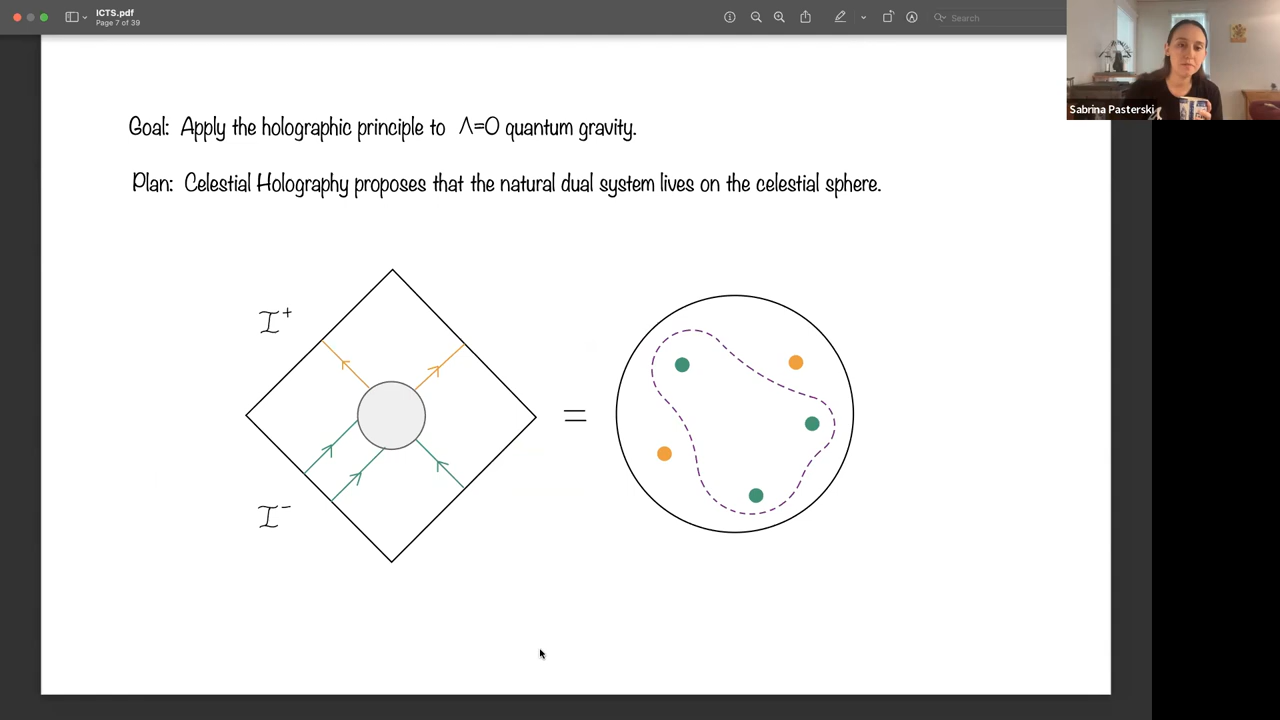 ICTS.pdf
Page 7 of 39
Search
Sabrina Pasterski
Goal: Apply the holographic principle to Λ=0 quantum gravity.
Plan: Celestial Holography proposes that the natural dual system lives on the celestial sphere.
I⁺
=
I⁻